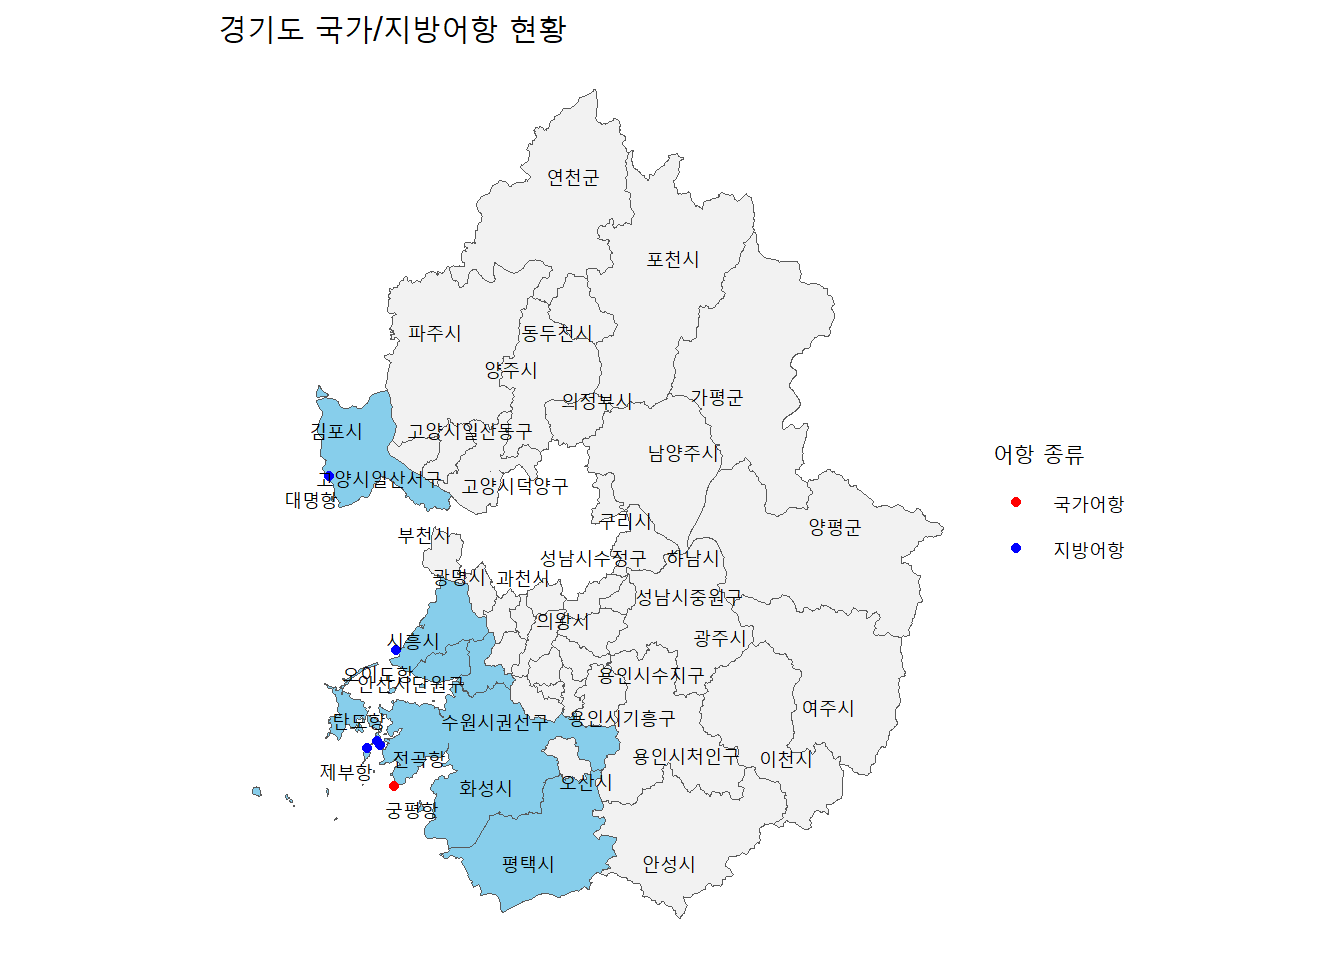 경기도 국가/지방어항 현황
연천군
포천시
파주시
동두천시
양주시
가평군
의정부시
김포시
고양시일산동구
남양주시
어항 종류
고양시일산서구
고양시덕양구
대명항
국가어항
구리시
양평군
부천시
지방어항
성남시수정구
하남시
광명시
과천시
성남시중원구
의왕시
시흥시
광주시
오이도항
안산시단원구
용인시수지구
여주시
탄도항
수원시권선구
용인시기흥구
전곡항
용인시처인구
이천시
제부항
화성시
오산시
궁평항
평택시
안성시